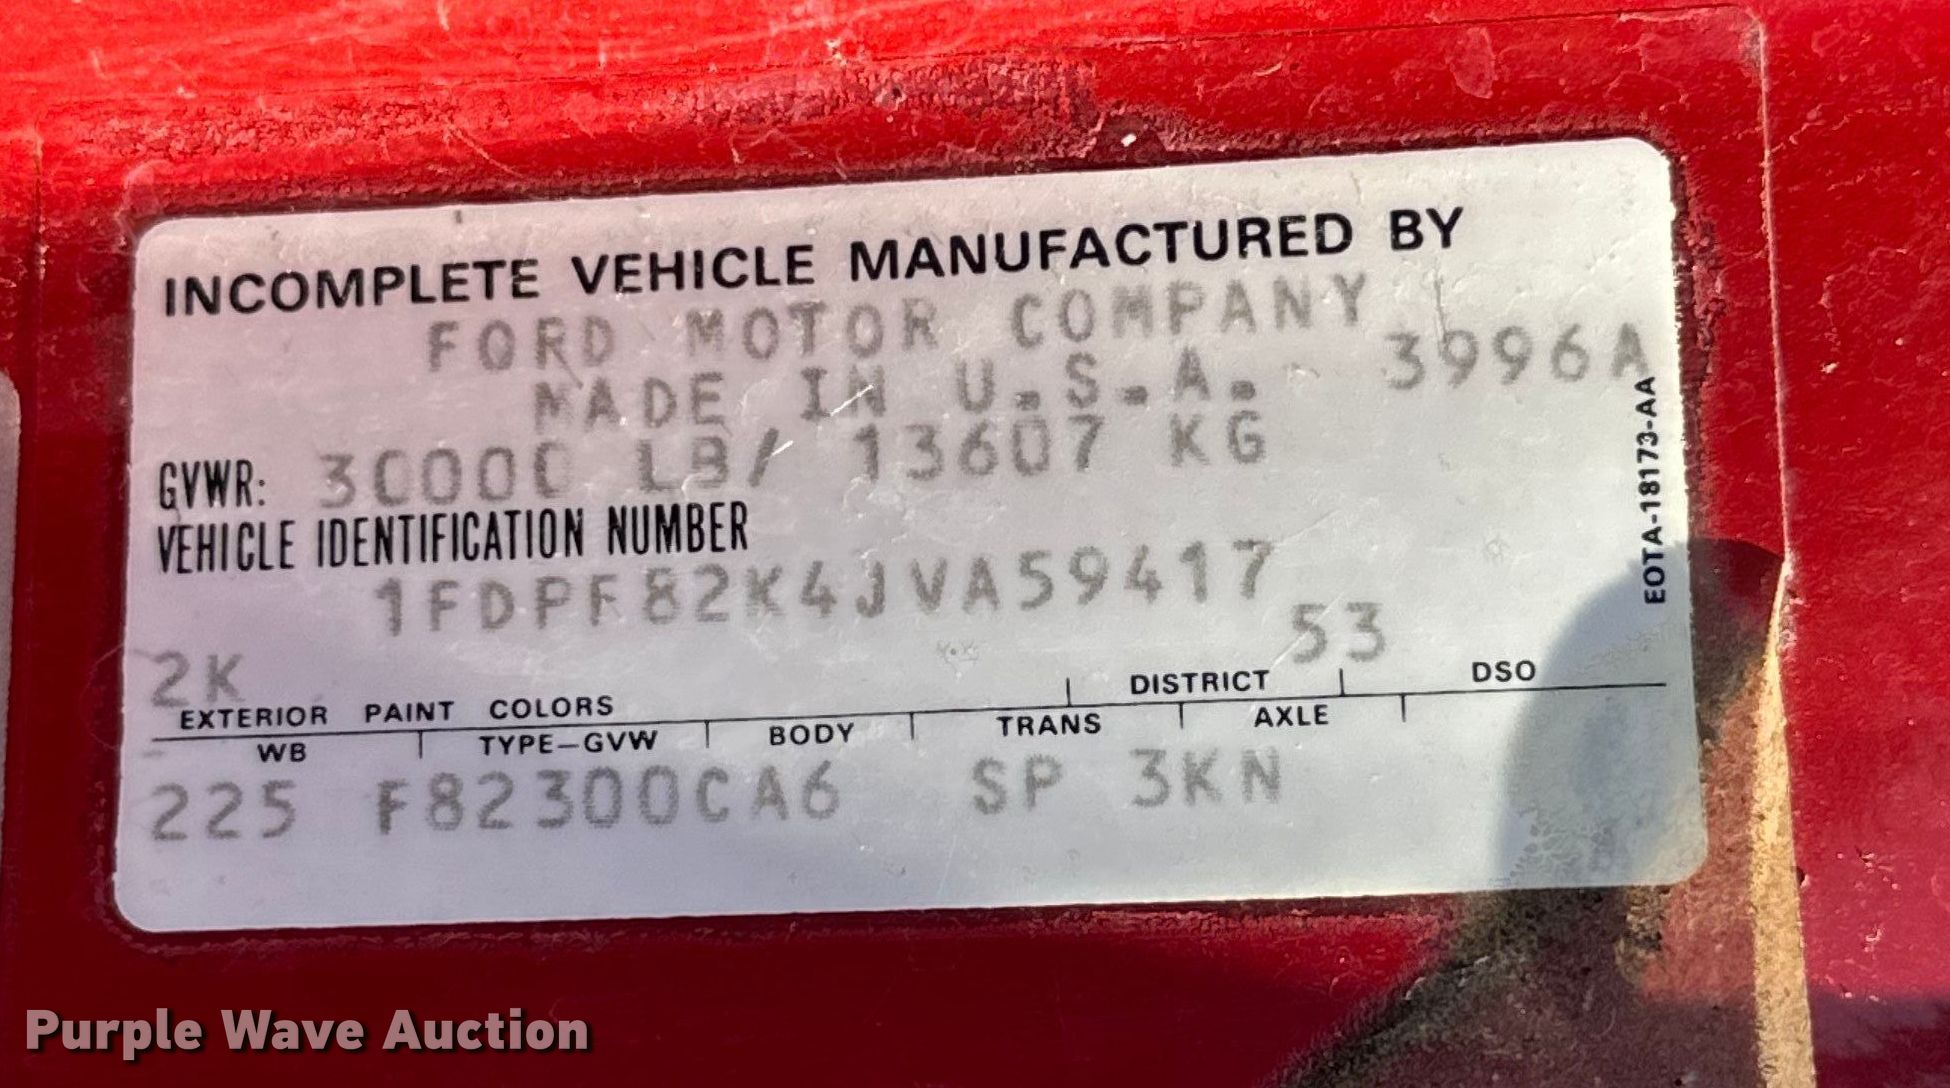 INCOMPLETE VEHICLE MANUFACTURED BY
FORD MOTOR COMPANY
MADE IN U.S.A. 3996A
GVWR: 30000 LB/ 13607 KG
VEHICLE IDENTIFICATION NUMBER
1FDPF82K4JVA59417
EOTA-18173-AA
2K 53
EXTERIOR PAINT COLORS DISTRICT DSO
WB TYPE-GVW BODY TRANS AXLE
225 F82300CA6 SP 3KN
Purple Wave Auction